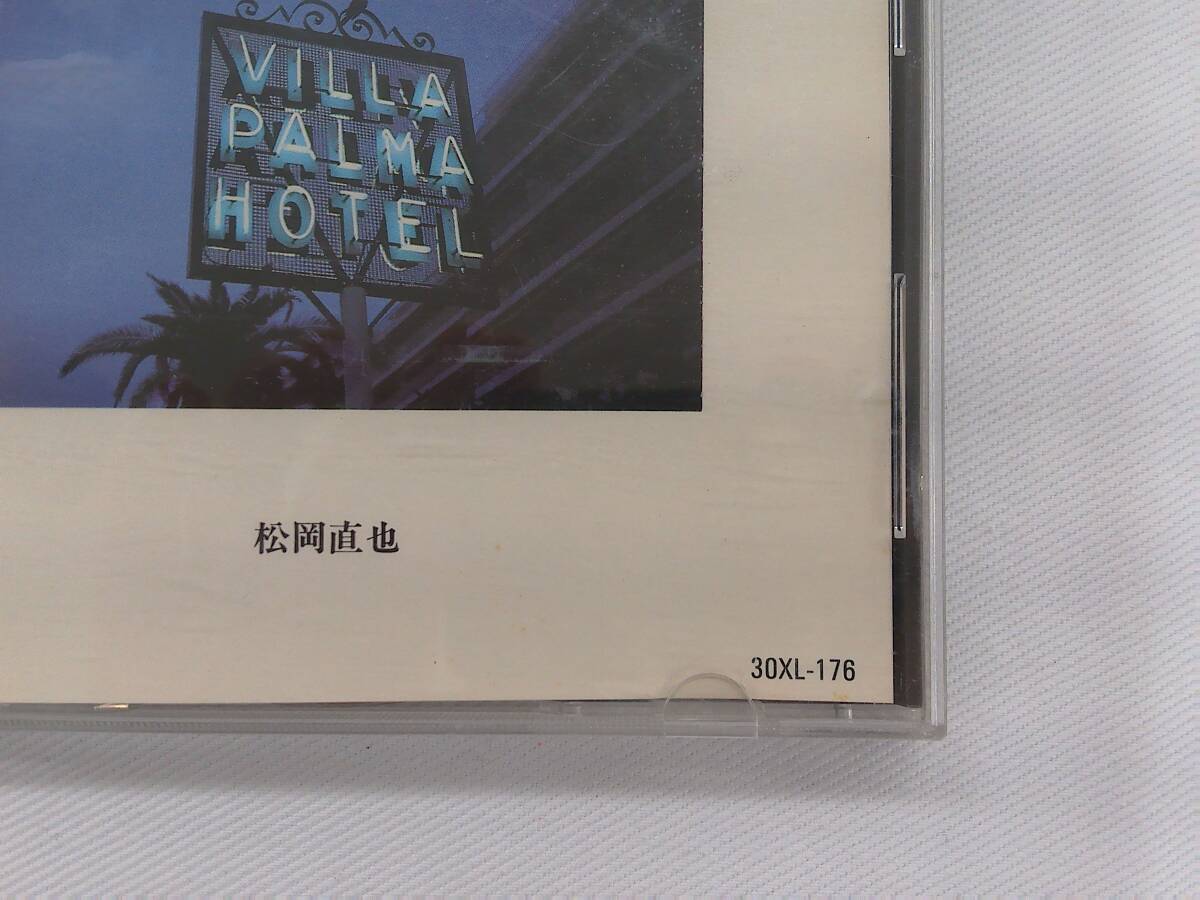 VILLA
PALMA
HOTEL
松岡直也
30XL-176